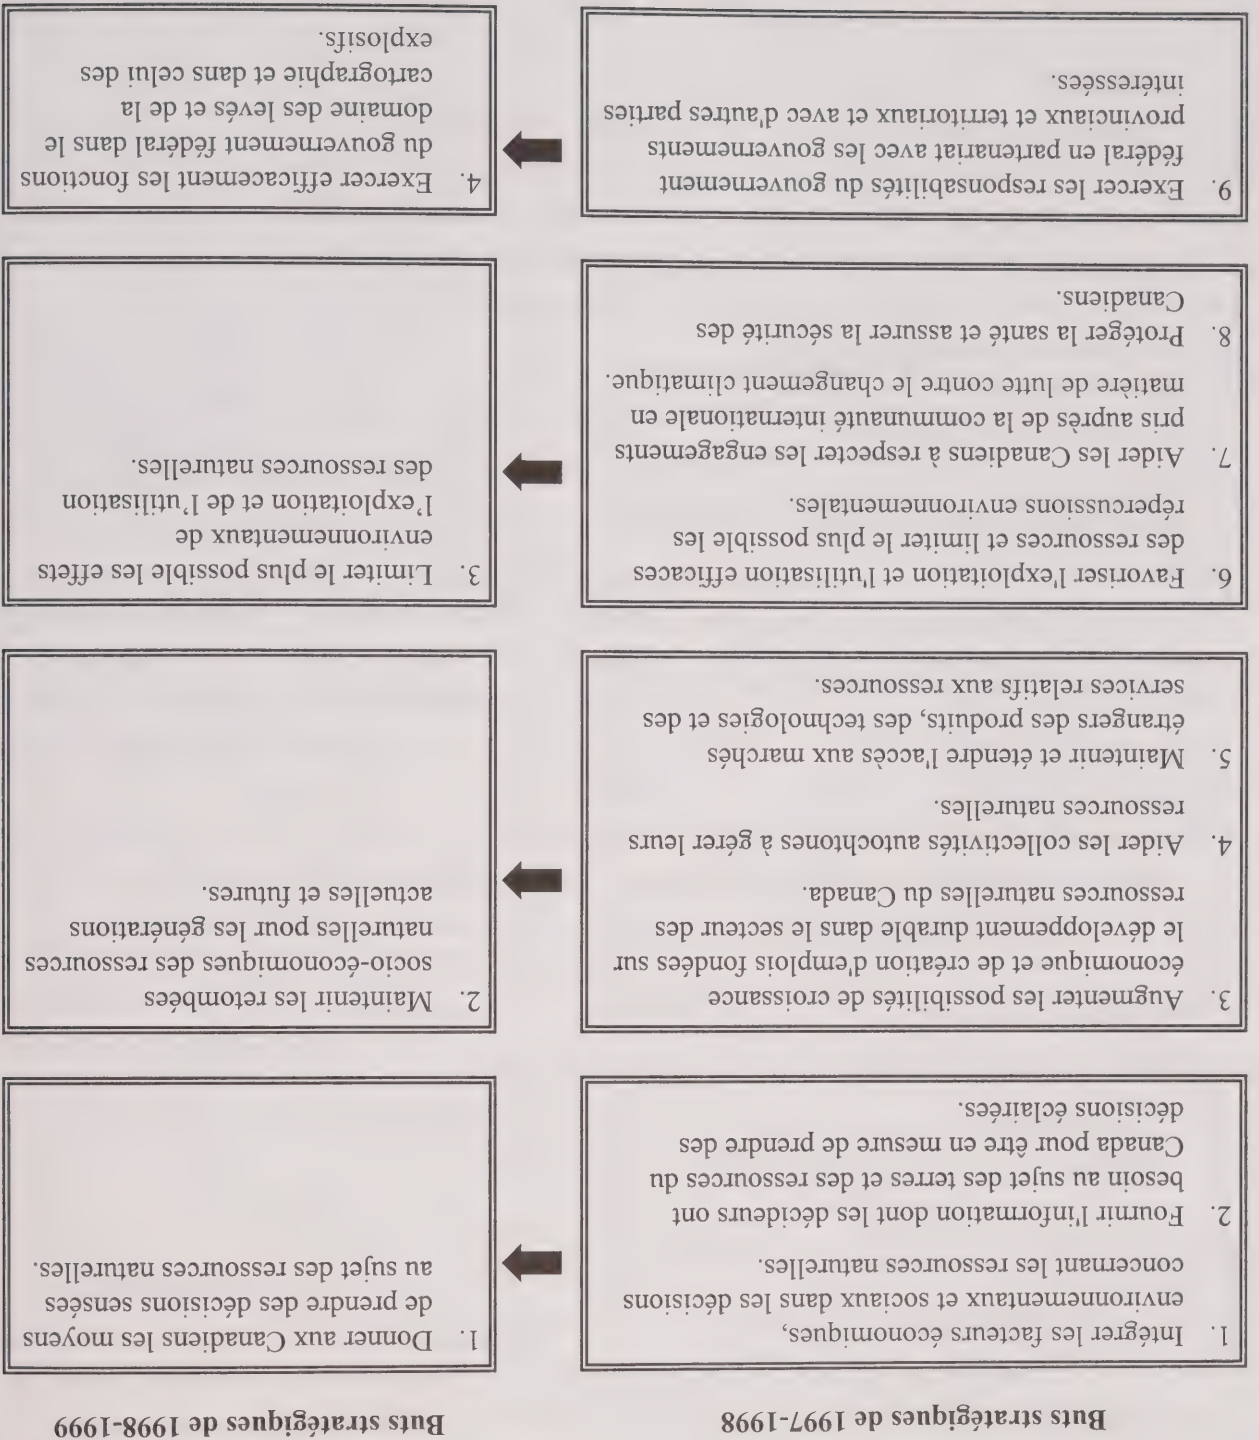 Buts stratégiques de 1997-1998
1. Intégrer les facteurs économiques,
environnementaux et sociaux dans les décisions
concernant les ressources naturelles.
2. Fournir l'information dont les décideurs ont
besoin au sujet des terres et des ressources du
Canada pour être en mesure de prendre des
décisions éclairées.
3. Augmenter les possibilités de croissance
économique et de création d'emplois fondées sur
le développement durable dans le secteur des
ressources naturelles du Canada.
4. Aider les collectivités autochtones à gérer leurs
ressources naturelles.
5. Maintenir et étendre l'accès aux marchés
étrangers des produits, des technologies et des
services relatifs aux ressources.
6. Favoriser l'exploitation et l'utilisation efficaces
des ressources et limiter le plus possible les
répercussions environnementales.
7. Aider les Canadiens à respecter les engagements
pris auprès de la communauté internationale en
matière de lutte contre le changement climatique.
8. Protéger la santé et assurer la sécurité des
Canadiens.
9. Exercer les responsabilités du gouvernement
fédéral en partenariat avec les gouvernements
provinciaux et territoriaux et avec d'autres parties
intéréssées.
Buts stratégiques de 1998-1999
1. Donner aux Canadiens les moyens
de prendre des décisions sensées
au sujet des ressources naturelles.
2. Maintenir les retombées
socio-économiques des ressources
naturelles pour les générations
actuelles et futures.
3. Limiter le plus possible les effets
environnementaux de
l'exploitation et de l'utilisation
des ressources naturelles.
4. Exercer efficacement les fonctions
du gouvernement fédéral dans le
domaine des levés et de la
cartographie et dans celui des
explosifs.